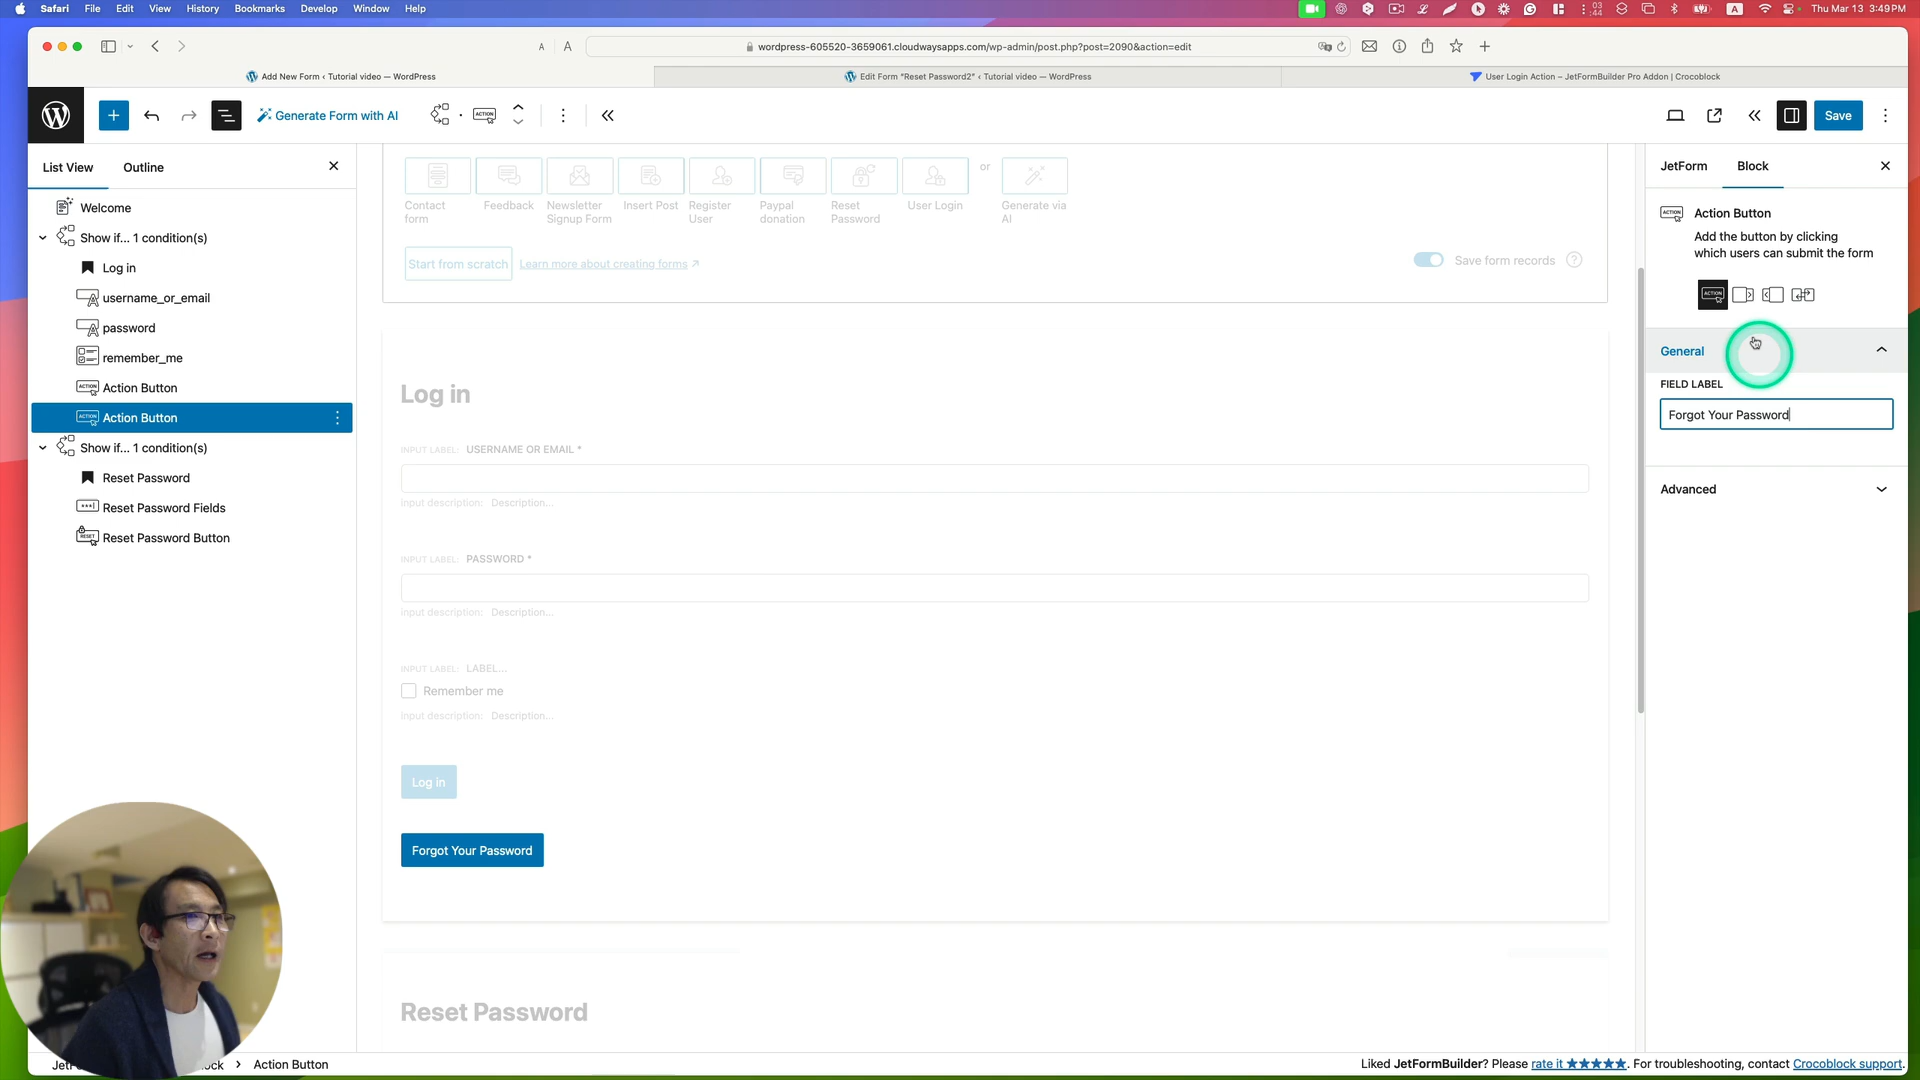 Safari File Edit View History Bookmarks Develop Window Help
03
:44
A
Thu Mar 13 3:49PM
A A
wordpress-605520-3659061.cloudwaysapps.com/wp-admin/post.php?post=2090&action=edit
Add New Form ‹ Tutorial video — WordPress
Edit Form "Reset Password2" ‹ Tutorial video — WordPress
User Login Action – JetFormBuilder Pro Addon | Crocoblock
Generate Form with AI
ACTION
Save
List View
Outline
Welcome
Show if... 1 condition(s)
Log in
username_or_email
password
remember_me
Action Button
Action Button
Show if... 1 condition(s)
Reset Password
Reset Password Fields
Reset Password Button
Contact form
Feedback
Newsletter Signup Form
Insert Post
Register User
Paypal donation
Reset Password
User Login
or
Generate via AI
Start from scratch
Learn more about creating forms
Save form records
?
Log in
INPUT LABEL: USERNAME OR EMAIL *
input description: Description...
INPUT LABEL: PASSWORD *
input description: Description...
INPUT LABEL: LABEL...
Remember me
input description: Description...
Log in
Forgot Your Password
Reset Password
JetForm
Block
Action Button
Add the button by clicking
which users can submit the form
ACTION
General
FIELD LABEL
Forgot Your Password
Advanced
JetF
ock › Action Button
Liked JetFormBuilder? Please rate it ★★★★★. For troubleshooting, contact Crocoblock support.